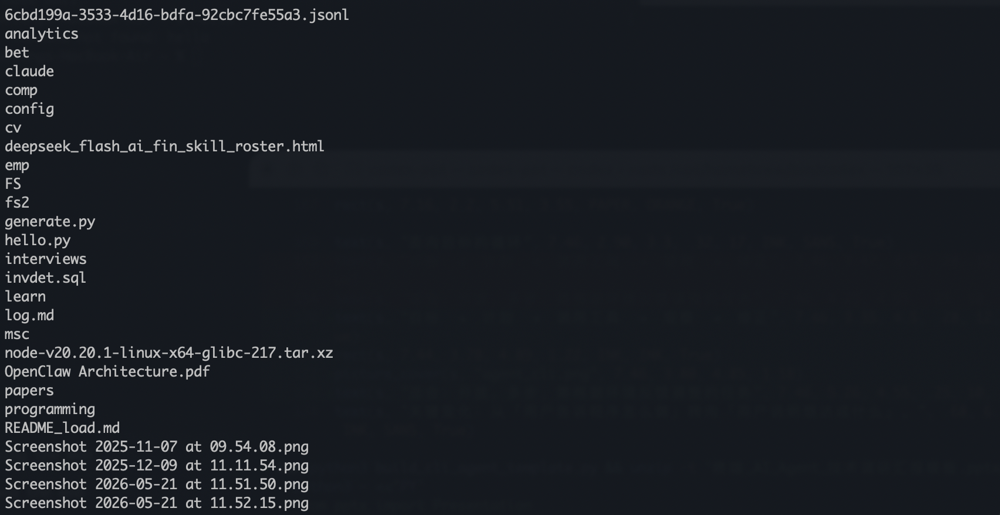 6cbd199a-3533-4d16-bdfa-92cbc7fe55a3.jsonl
analytics
bet
claude
comp
config
cv
deepseek_flash_ai_fin_skill_roster.html
emp
FS
fs2
generate.py
hello.py
interviews
invdet.sql
learn
log.md
msc
node-v20.20.1-linux-x64-glibc-217.tar.xz
OpenClaw Architecture.pdf
papers
programming
README_load.md
Screenshot 2025-11-07 at 09.54.08.png
Screenshot 2025-12-09 at 11.11.54.png
Screenshot 2026-05-21 at 11.51.50.png
Screenshot 2026-05-21 at 11.52.15.png